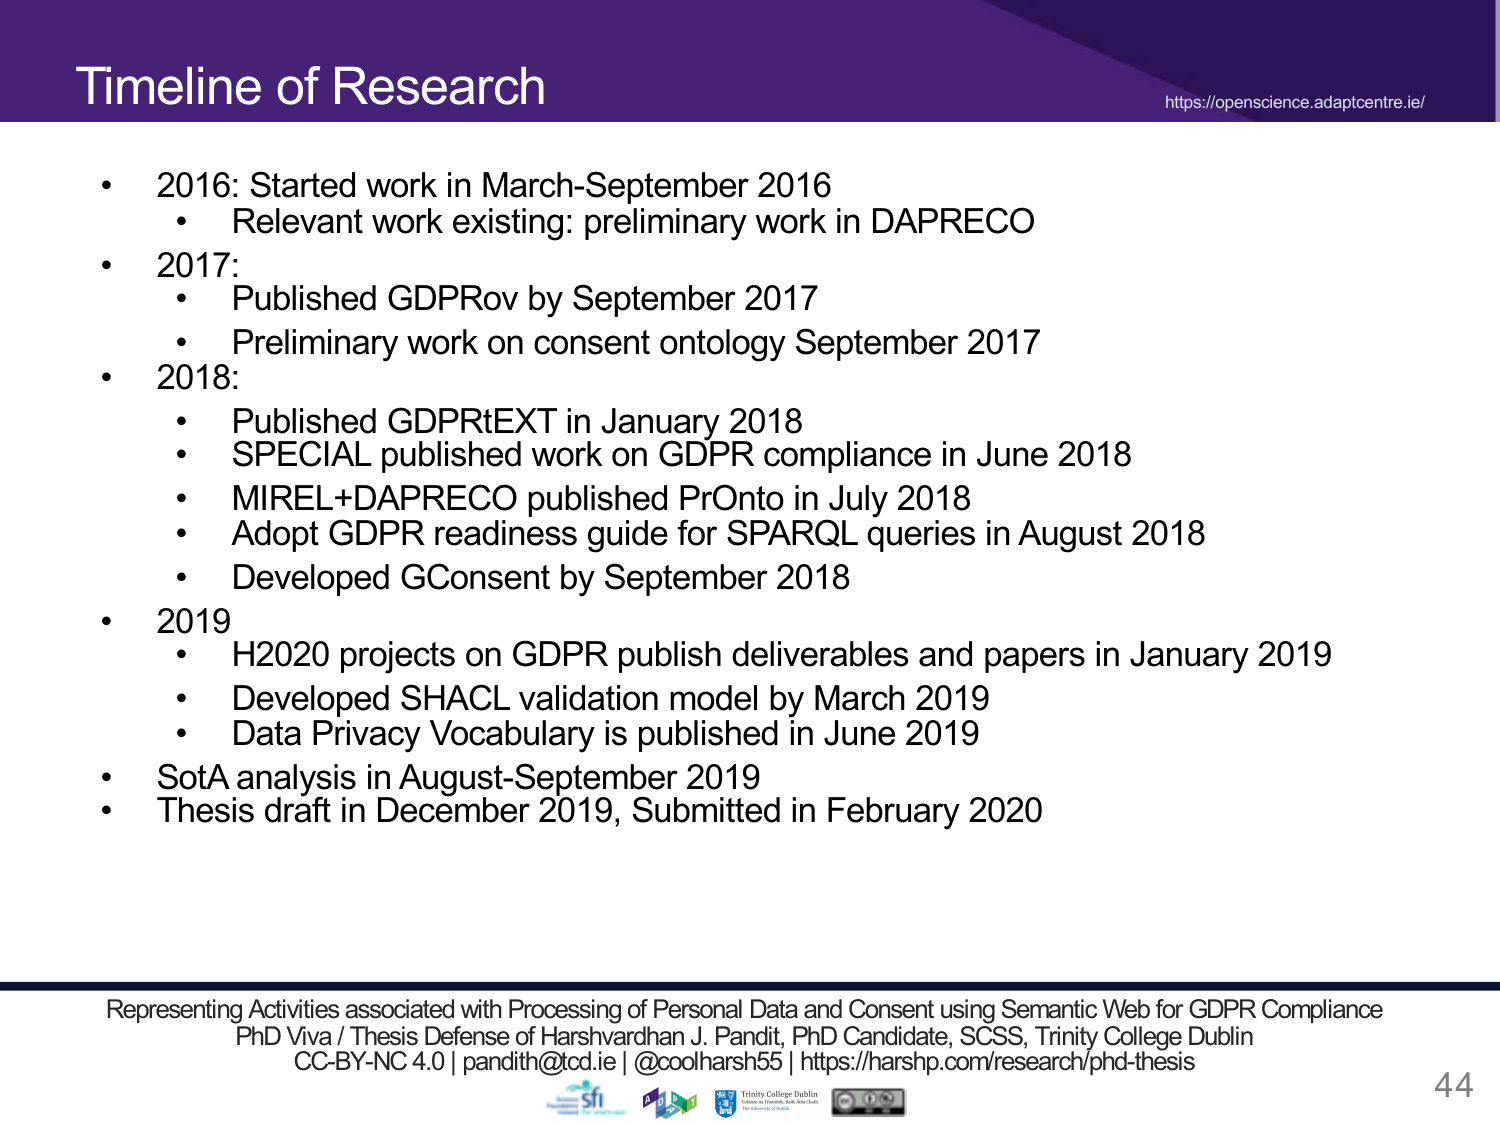 Timeline of Research
https://openscience.adaptcentre.ie/
• 2016: Started work in March-September 2016
• Relevant work existing: preliminary work in DAPRECO
• 2017:
• Published GDPRov by September 2017
• Preliminary work on consent ontology September 2017
• 2018:
• Published GDPRtEXT in January 2018
• SPECIAL published work on GDPR compliance in June 2018
• MIREL+DAPRECO published PrOnto in July 2018
• Adopt GDPR readiness guide for SPARQL queries in August 2018
• Developed GConsent by September 2018
• 2019
• H2020 projects on GDPR publish deliverables and papers in January 2019
• Developed SHACL validation model by March 2019
• Data Privacy Vocabulary is published in June 2019
• SotA analysis in August-September 2019
• Thesis draft in December 2019, Submitted in February 2020
Representing Activities associated with Processing of Personal Data and Consent using Semantic Web for GDPR Compliance
PhD Viva / Thesis Defense of Harshvardhan J. Pandit, PhD Candidate, SCSS, Trinity College Dublin
CC-BY-NC 4.0 | pandith@tcd.ie | @coolharsh55 | https://harshp.com/research/phd-thesis
sfi
ADAPT
Trinity College Dublin
The University of Dublin
44